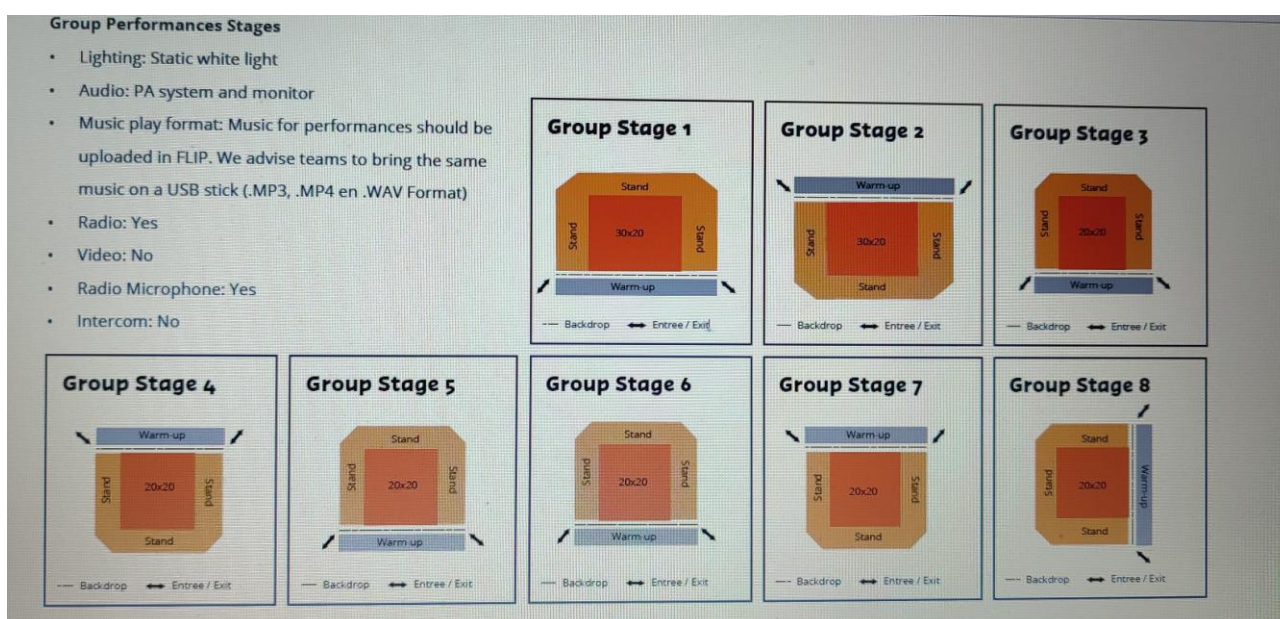 Group Performances Stages
• Lighting: Static white light
• Audio: PA system and monitor
• Music play format: Music for performances should be
uploaded in FLIP. We advise teams to bring the same
music on a USB stick (.MP3, .MP4 en .WAV Format)
• Radio: Yes
• Video: No
• Radio Microphone: Yes
• Intercom: No
Group Stage 1
Stand
Stand
30x20
Stand
Warm-up
Backdrop Entree / Exit
Group Stage 2
Warm-up
Stand
30x20
Stand
Stand
Backdrop Entree / Exit
Group Stage 3
Stand
Stand
20x20
Stand
Warm-up
Backdrop Entree / Exit
Group Stage 4
Warm-up
Stand
20x20
Stand
Stand
Backdrop Entree / Exit
Group Stage 5
Stand
Stand
20x20
Stand
Warm-up
Backdrop Entree / Exit
Group Stage 6
Stand
Stand
20x20
Stand
Warm-up
Backdrop Entree / Exit
Group Stage 7
Warm-up
Stand
20x20
Stand
Stand
Backdrop Entree / Exit
Group Stage 8
Stand
Stand
20x20
Warm-up
Stand
Backdrop Entree / Exit